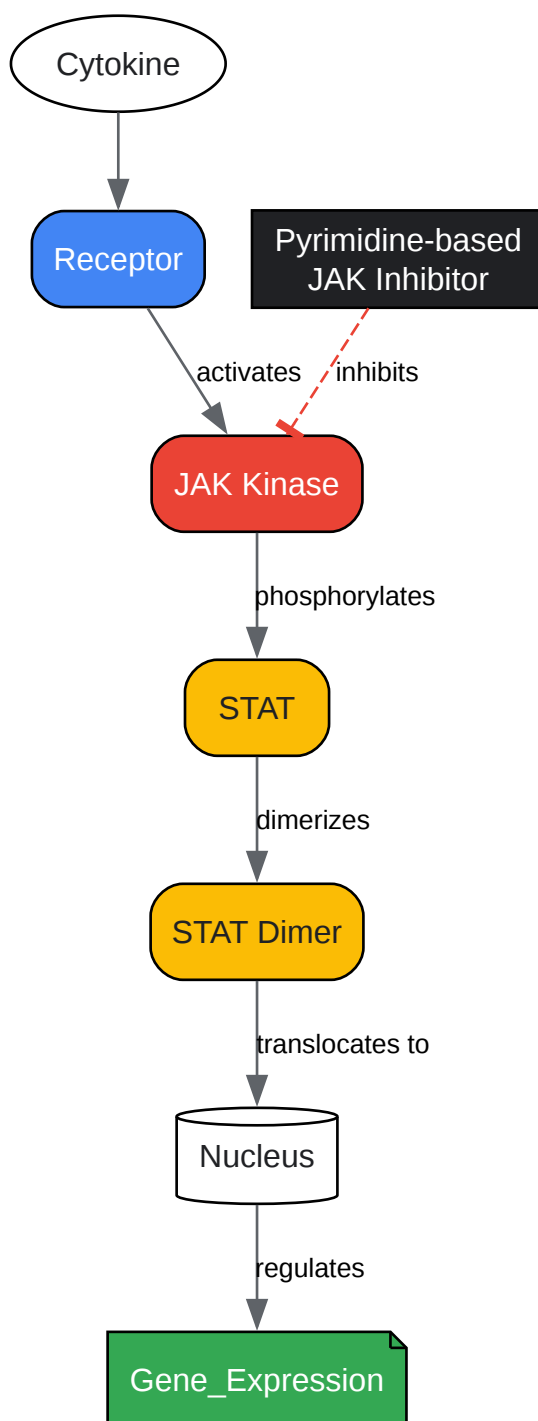 Cytokine
Receptor
Pyrimidine-based
JAK Inhibitor
activates
inhibits
JAK Kinase
phosphorylates
STAT
dimerizes
STAT Dimer
translocates to
Nucleus
regulates
Gene_Expression